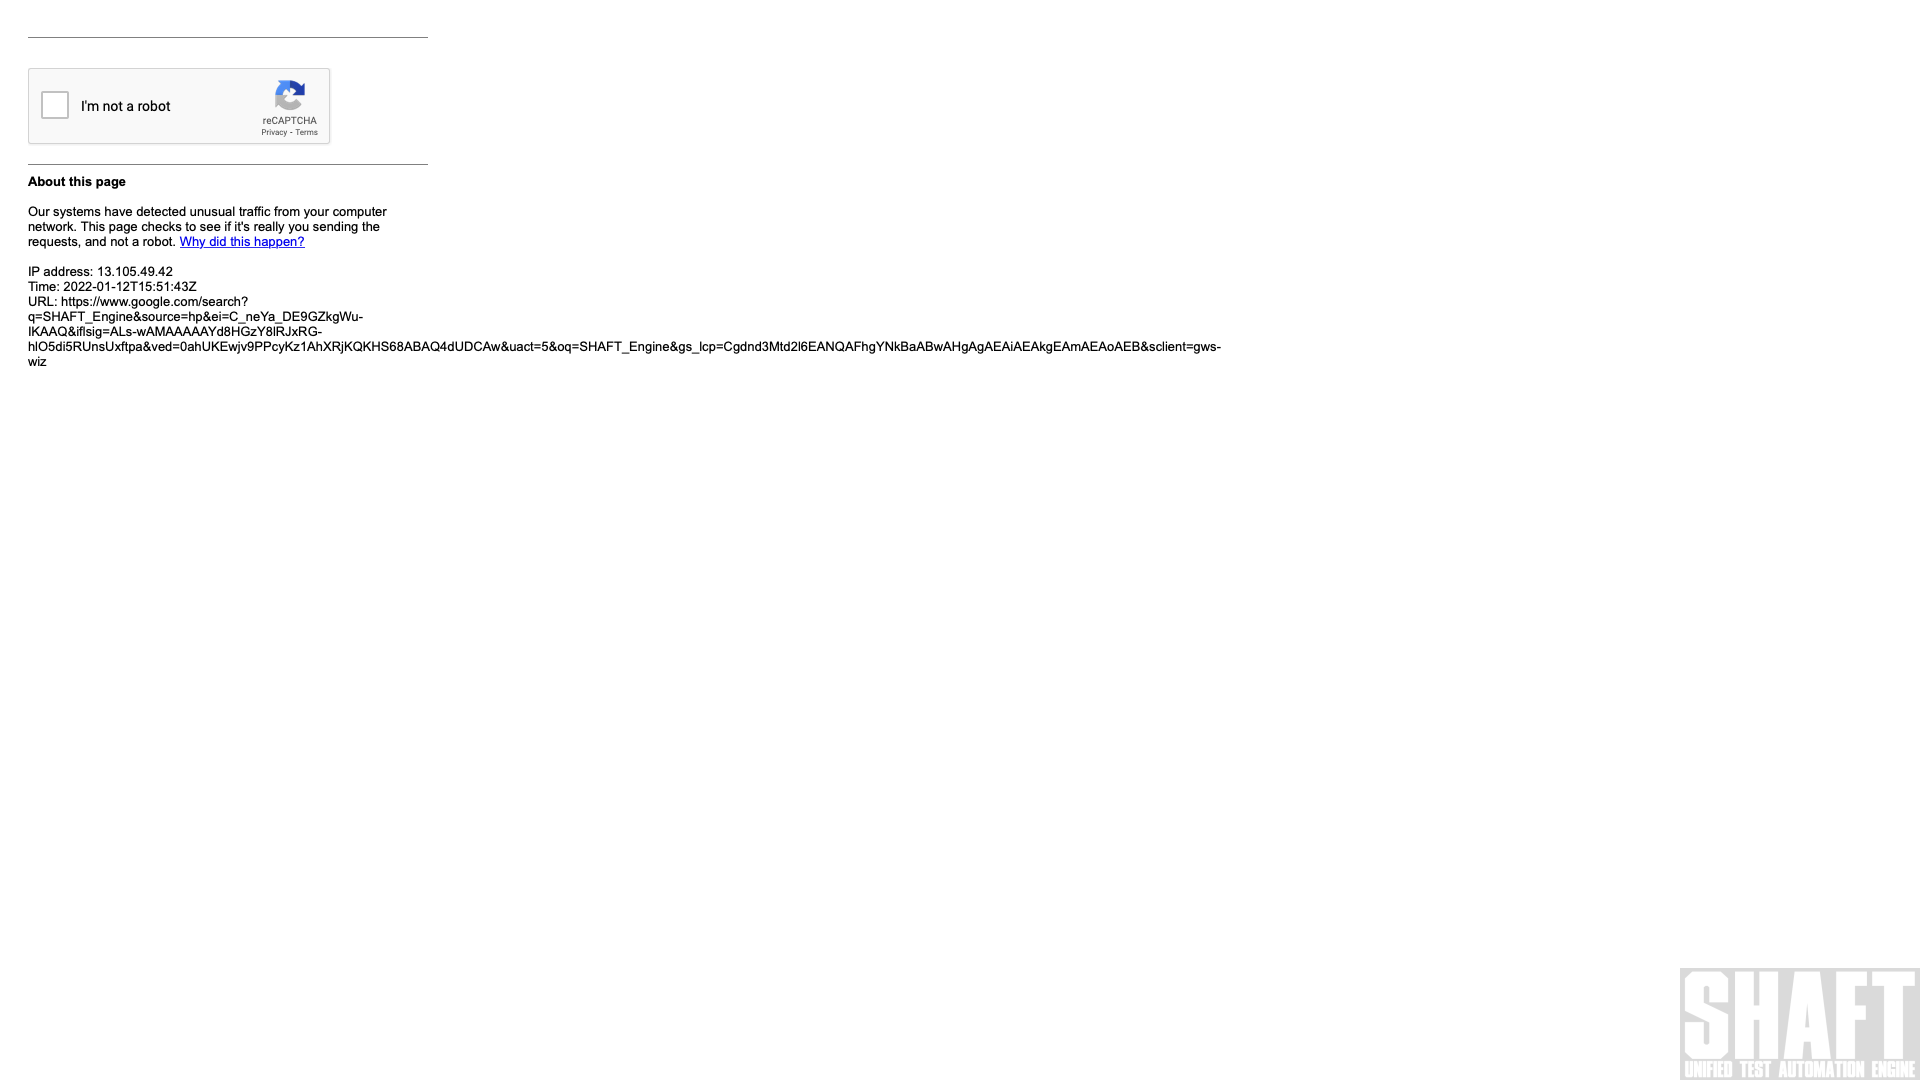 I'm not a robot
reCAPTCHA
Privacy - Terms
About this page
Our systems have detected unusual traffic from your computer
network. This page checks to see if it's really you sending the
requests, and not a robot. Why did this happen?
IP address: 13.105.49.42
Time: 2022-01-12T15:51:43Z
URL: https://www.google.com/search?
q=SHAFT_Engine&source=hp&ei=C_neYa_DE9GZkgWu-
IKAAQ&iflsig=ALs-wAMAAAAAYd8HGzY8lRJxRG-
hlO5di5RUnsUxftpa&ved=0ahUKEwjv9PPcyKz1AhXRjKQKHS68ABAQ4dUDCAw&uact=5&oq=SHAFT_Engine&gs_lcp=Cgdnd3Mtd2l6EANQAFhgYNkBaABwAHgAgAEAiAEAkgEAmAEAoAEB&sclient=gws-
wiz
SHAFT
UNIFIED TEST AUTOMATION ENGINE